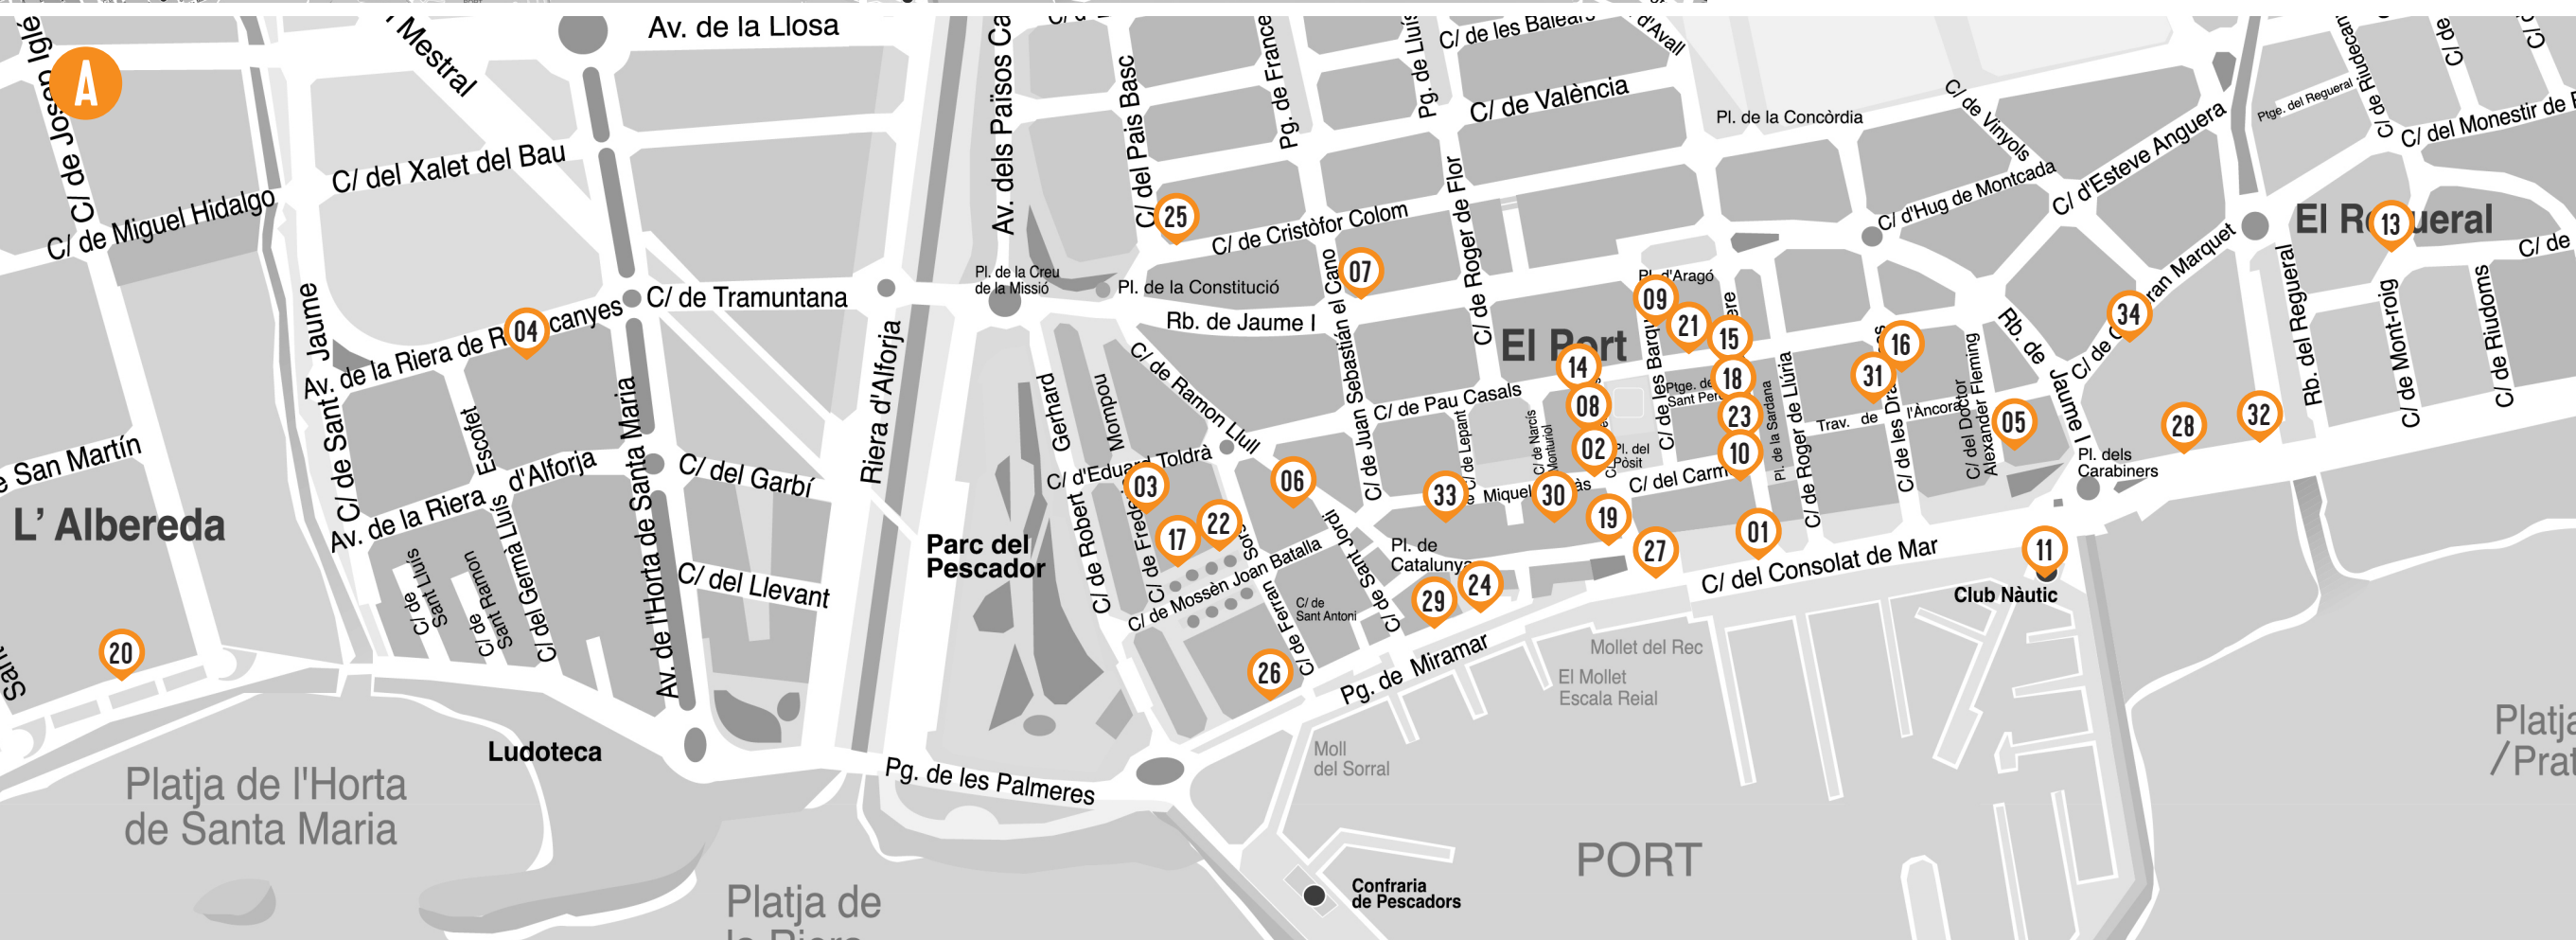 A
Mestral
Av. de la Llosa
C/ de les Balears
d'Avall
C/ de València
Pl. de la Concòrdia
C/ de Vinyols
Ptge. del Regueral
C/ del Monestir de
C/ del Xalet del Bau
Av. dels Països Ca
C/ del Pais Basc
Pg. de France
Pg. de Lluís
C/ d'Esteve Anguera
C/ d'Hug de Montcada
C/ de Miguel Hidalgo
25
C/ de Cristòfor Colom
C/ de Roger de Flor
El R
13
ueral
C/ de
07
Pl. de la Creu
de la Missió
Pl. de la Constitució
C/ de Tramuntana
Rb. de Jaume I
Pl. d'Aragó
09
21
15
34
ran Marquet
04
Av. de la Riera de R
canyes
C/ de Sant Jaume
El Port
14
18
16
31
C/ de Ramon Llull
C/ de Juan Sebastián el Cano
C/ de Pau Casals
08
23
Ptge. de
Sant Pere
Trav. de l'Àncora
C/ del Doctor
Alexander Fleming
05
28
32
Rb. de Jaume I
Rb. del Regueral
C/ de Mont-roig
C/ de Riudoms
San Martín
Escofet
Riera d'Alforja
Gerhard
Mompou
C/ d'Eduard Toldrà
02
Pl. del
Pòsit
10
Pl. de la Sardana
C/ de Roger de Llúria
Pl. dels
Carabiners
L' Albereda
Av. de la Riera d'Alforja
C/ del Garbí
03
06
33
C/ de Lepant
Miquel
30
C/ de Narcís
Monturiol
C/ del Carme
19
17
22
01
27
11
Parc del
Pescador
C/ de Robert
C/ de Mossèn Joan Batalla
C/ de Sant Jordi
Pl. de
Catalunya
C/ del Consolat de Mar
Club Nàutic
C/ de
Sant Lluís
C/ de
Sant Ramon
C/ del Germà Lluís
Av. de l'Horta de Santa Maria
C/ del Llevant
C/ de
Sant Antoni
C/ de Ferran
29
24
20
26
Pg. de Miramar
Mollet del Rec
El Mollet
Escala Reial
Ludoteca
Pg. de les Palmeres
Moll
del Sorral
Platja de l'Horta
de Santa Maria
Platja
/Prat
PORT
Confraria
de Pescadors
Platja de